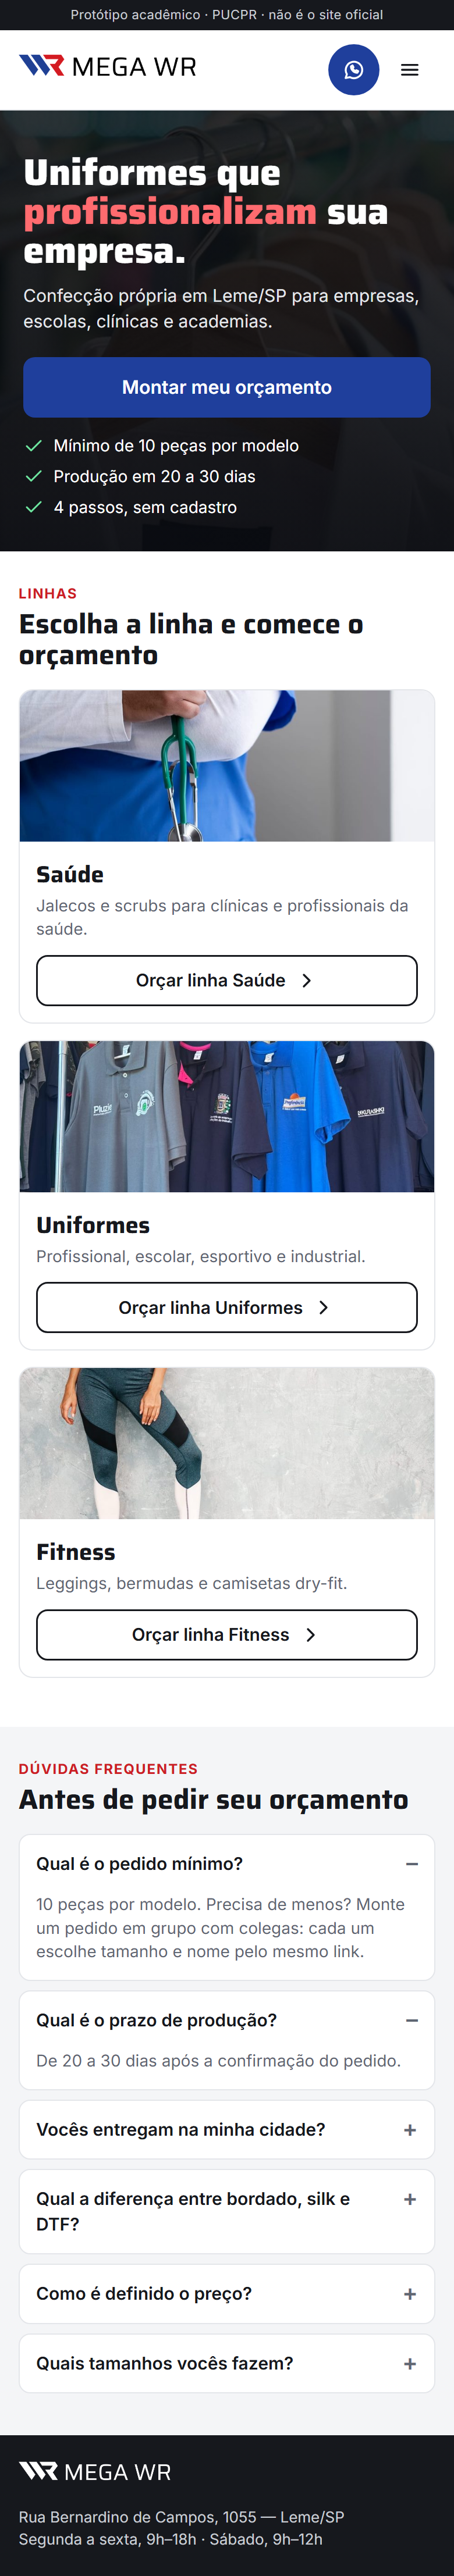 Protótipo acadêmico · PUCPR · não é o site oficial
MEGA WR
Uniformes que
profissionalizam sua
empresa.
Confecção própria em Leme/SP para empresas,
escolas, clínicas e academias.
Montar meu orçamento
Mínimo de 10 peças por modelo
Produção em 20 a 30 dias
4 passos, sem cadastro
LINHAS
Escolha a linha e comece o
orçamento
Saúde
Jalecos e scrubs para clínicas e profissionais da
saúde.
Orçar linha Saúde
Uniformes
Profissional, escolar, esportivo e industrial.
Orçar linha Uniformes
Fitness
Leggings, bermudas e camisetas dry-fit.
Orçar linha Fitness
DÚVIDAS FREQUENTES
Antes de pedir seu orçamento
Qual é o pedido mínimo?
10 peças por modelo. Precisa de menos? Monte
um pedido em grupo com colegas: cada um
escolhe tamanho e nome pelo mesmo link.
Qual é o prazo de produção?
De 20 a 30 dias após a confirmação do pedido.
Vocês entregam na minha cidade?
Qual a diferença entre bordado, silk e
DTF?
Como é definido o preço?
Quais tamanhos vocês fazem?
MEGA WR
Rua Bernardino de Campos, 1055 — Leme/SP
Segunda a sexta, 9h–18h · Sábado, 9h–12h